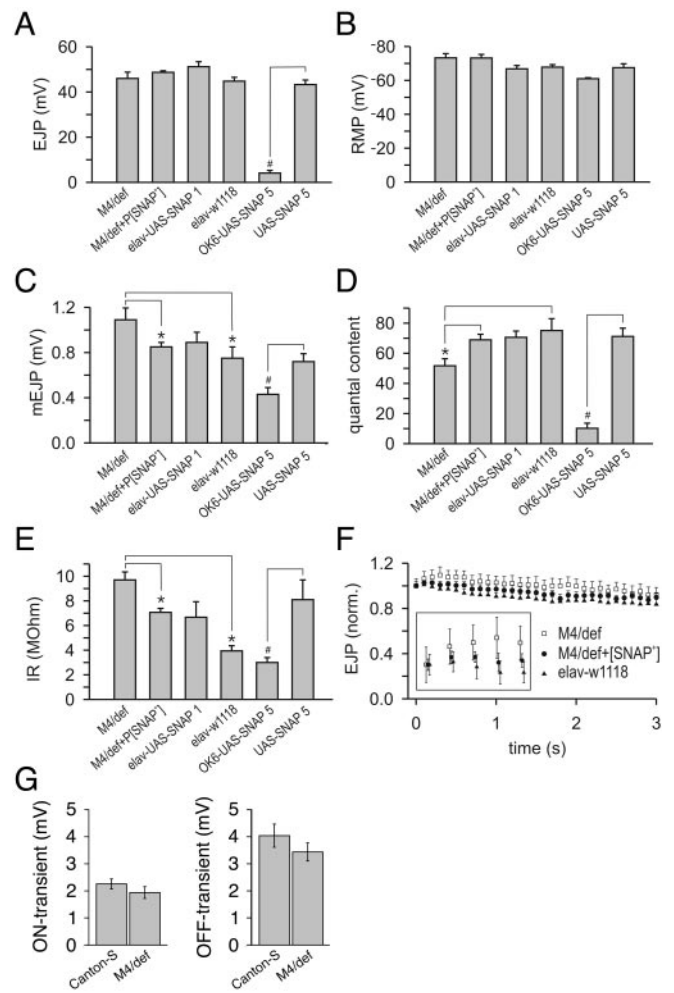 A
EJP (mV)
60
40
20
0
M4/def
M4/def+P[SNAP+]
elav-UAS-SNAP 1
elav-w1118
OK6-UAS-SNAP 5
UAS-SNAP 5
#
B
RMP (mV)
-80
-60
-40
-20
0
M4/def
M4/def+P[SNAP+]
elav-UAS-SNAP 1
elav-w1118
OK6-UAS-SNAP 5
UAS-SNAP 5
C
mEJP (mV)
1.2
0.8
0.4
0.0
* * #
M4/def
M4/def+P[SNAP+]
elav-UAS-SNAP 1
elav-w1118
OK6-UAS-SNAP 5
UAS-SNAP 5
D
quantal content
80
60
40
20
0
* #
M4/def
M4/def+P[SNAP+]
elav-UAS-SNAP 1
elav-w1118
OK6-UAS-SNAP 5
UAS-SNAP 5
E
IR (MOhm)
10
8
6
4
2
0
* * #
M4/def
M4/def+P[SNAP+]
elav-UAS-SNAP 1
elav-w1118
OK6-UAS-SNAP 5
UAS-SNAP 5
F
EJP (norm.)
1.2
0.8
0.4
0.0
M4/def
M4/def+[SNAP+]
elav-w1118
0 1 2 3
time (s)
G
ON-transient (mV)
5
4
3
2
1
0
Canton-S
M4/def
OFF-transient (mV)
5
4
3
2
1
0
Canton-S
M4/def